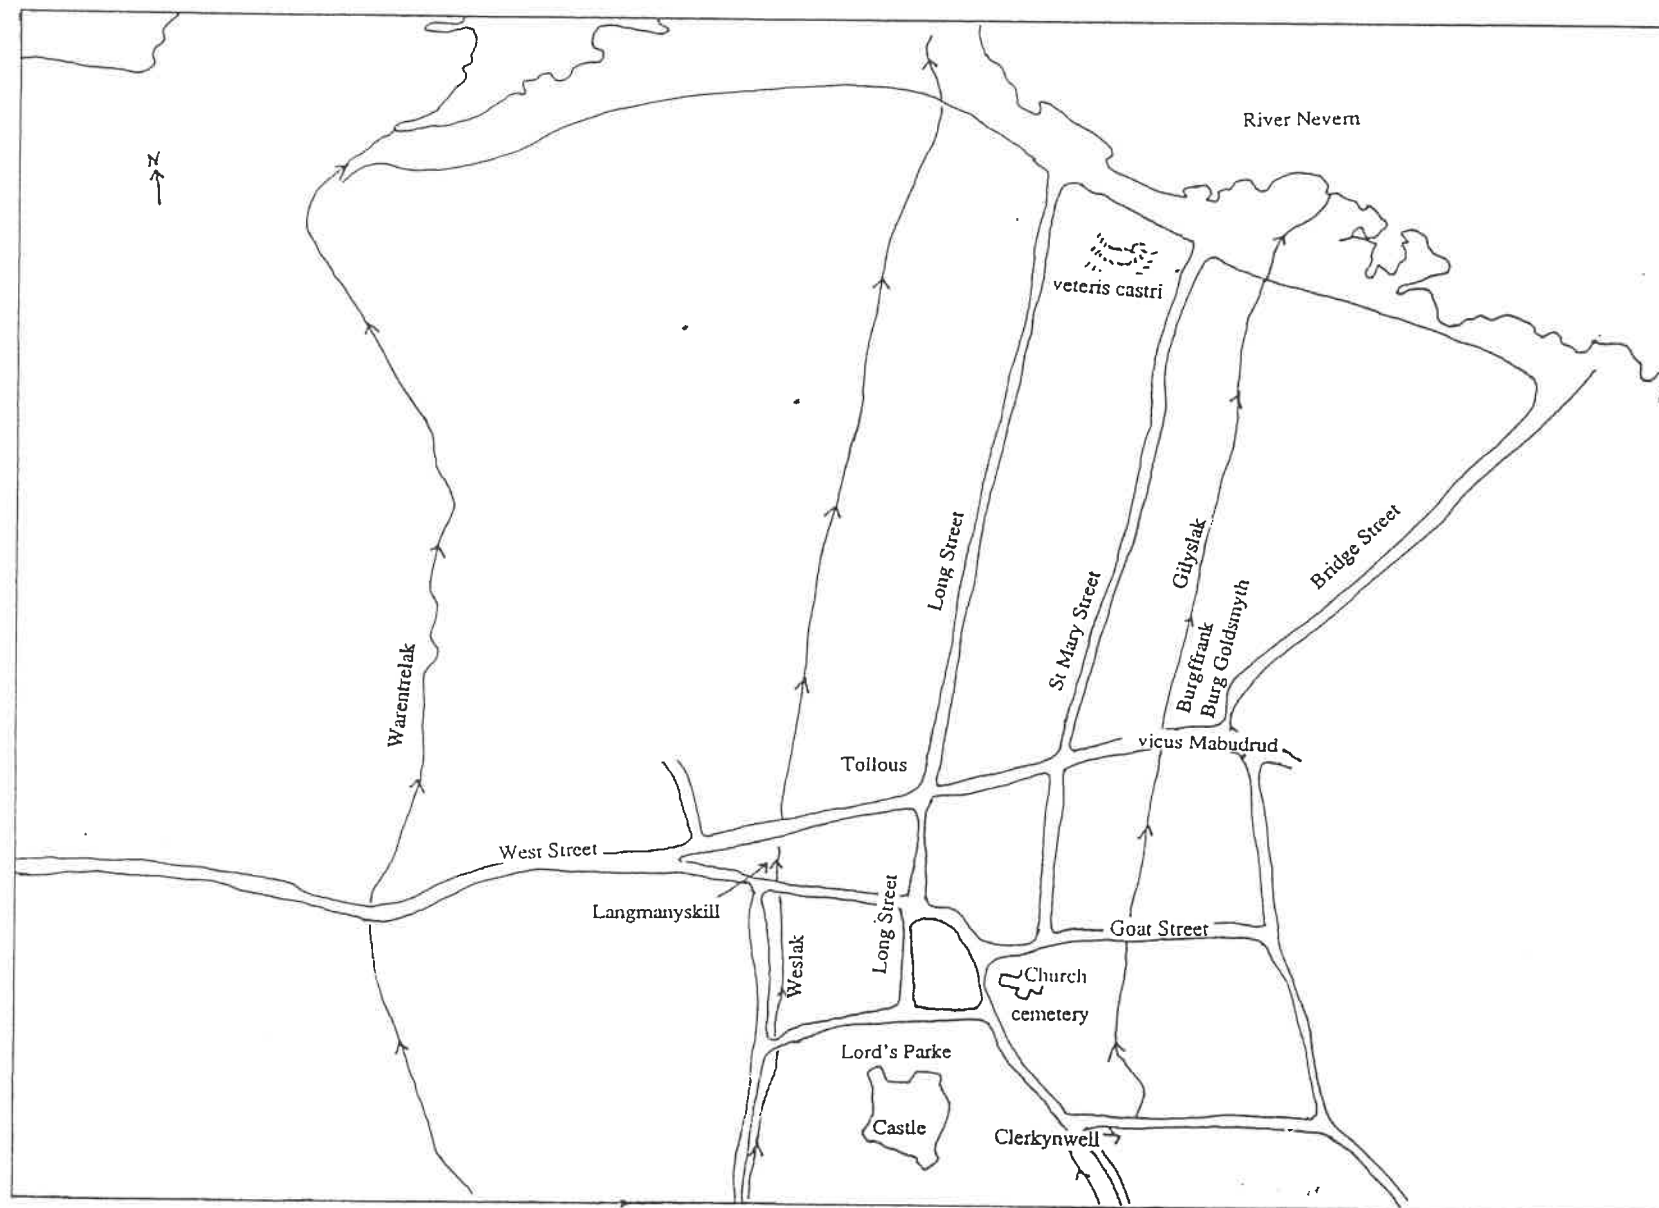 River Nevern
N
veteris castri
Long Street
St Mary Street
Gilyslak
Burgffrank
Burg Goldsmyth
Bridge Street
Warentrelak
vicus Mabudrud
Tollous
West Street
Langmanyskill
Weslak
Long Street
Goat Street
Church
cemetery
Lord's Parke
Castle
Clerkynwell